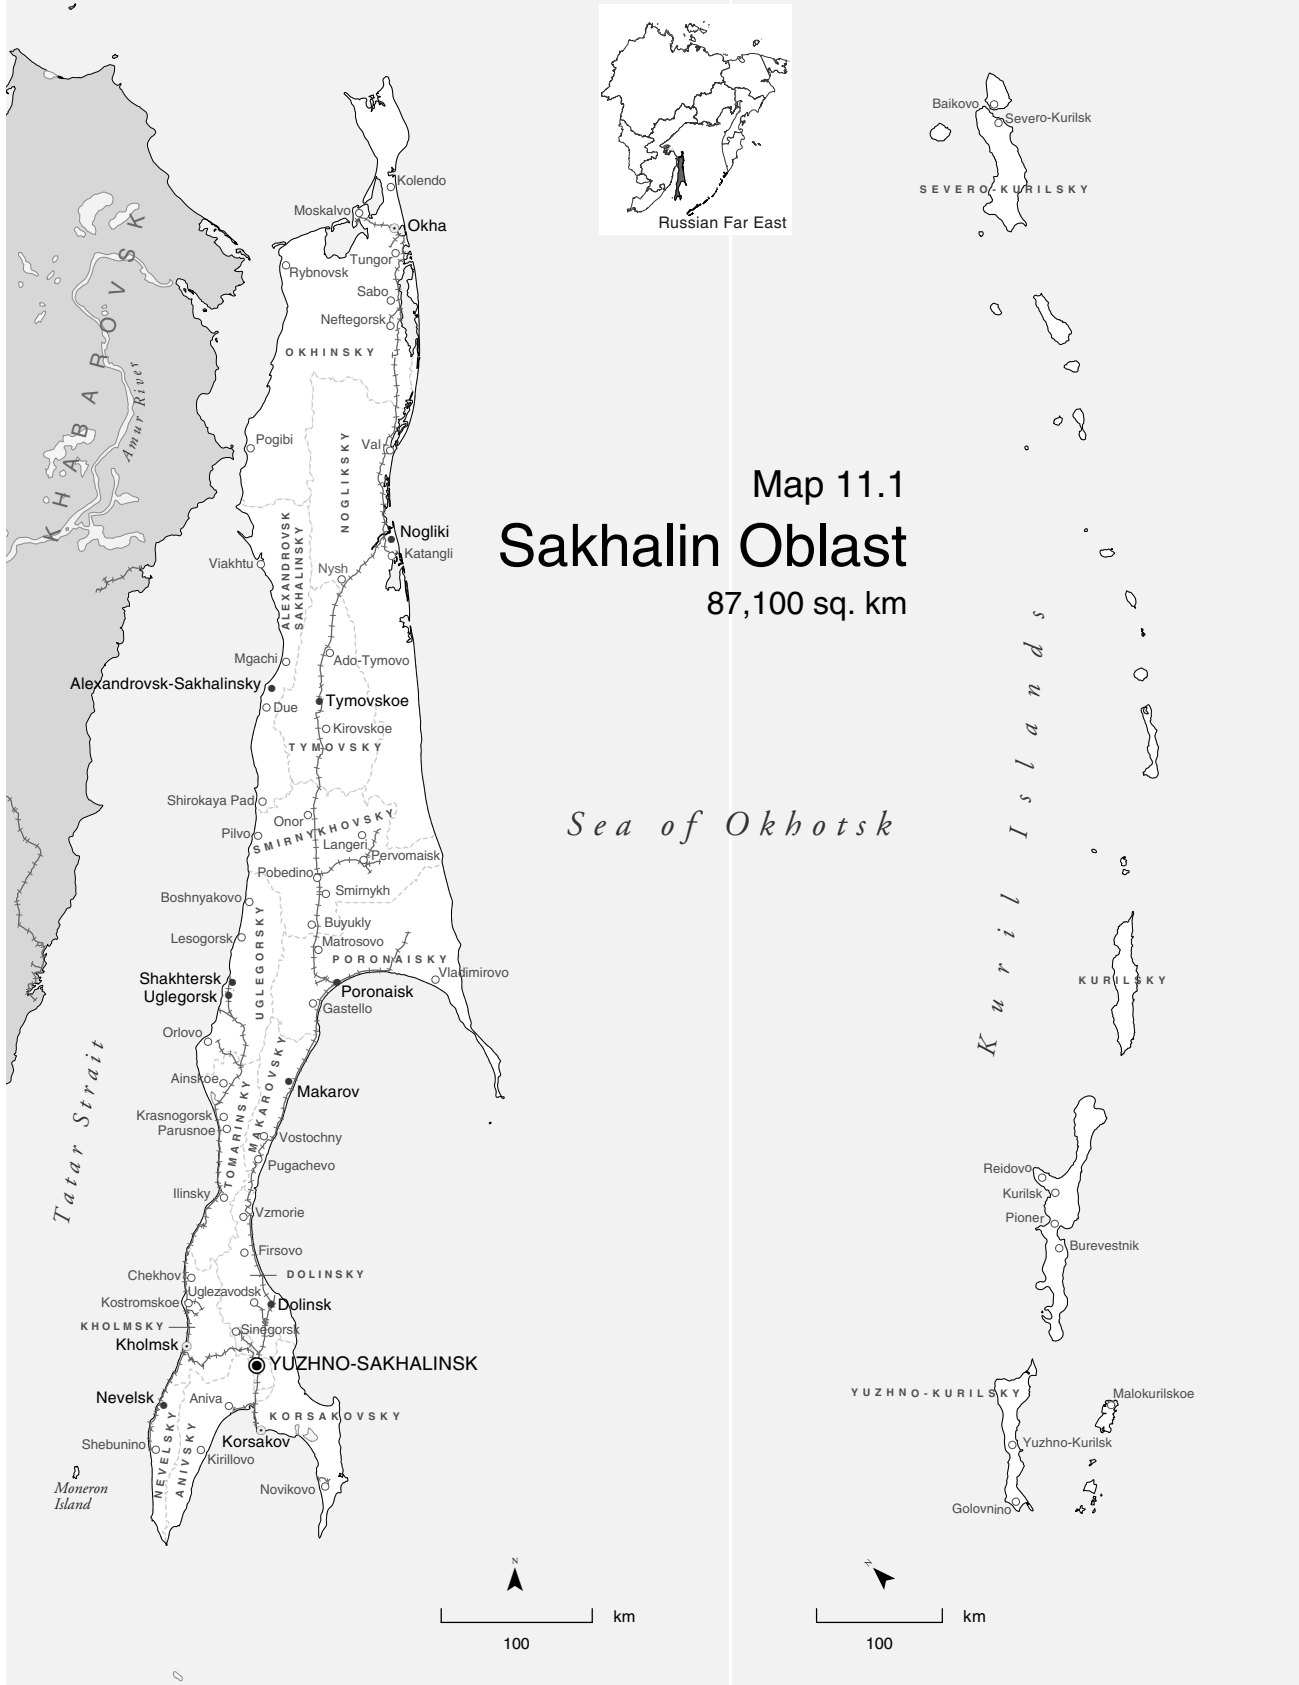 Russian Far East
Map 11.1
Sakhalin Oblast
87,100 sq. km
KHABAROVSK
Amur River
Tatar Strait
Sea of Okhotsk
Kuril Islands
Kolendo
Moskalvo
Okha
Tungor
Rybnovsk
Sabo
Neftegorsk
OKHINSKY
Pogibi
Val
NOGLIKSKY
ALEXANDROVSK
SAKHALINSKY
Nogliki
Katangli
Viakhtu
Nysh
Mgachi
Ado-Tymovo
Alexandrovsk-Sakhalinsky
Tymovskoe
Due
Kirovskoe
TYMOVSKY
Shirokaya Pad
Onor
SMIRNYKHOVSKY
Pilvo
Langeri
Pervomaisk
Pobedino
Smirnykh
Boshnyakovo
UGLEGORSKY
Buyukly
Lesogorsk
Matrosovo
PORONAISKY
Vladimirovo
Shakhtersk
Uglegorsk
Poronaisk
Gastello
Orlovo
Ainskoe
MAKAROVSKY
Makarov
TOMARINSKY
Krasnogorsk
Parusnoe
Vostochny
Pugachevo
Ilinsky
Vzmorie
Firsovo
Chekhov
DOLINSKY
Uglezavodsk
Kostromskoe
Dolinsk
KHOLMSKY
Sinegorsk
Kholmsk
YUZHNO-SAKHALINSK
Nevelsk
Aniva
KORSAKOVSKY
Korsakov
Shebunino
NEVELSKY
ANIVSKY
Kirillovo
Novikovo
Moneron
Island
Baikovo
Severo-Kurilsk
SEVERO-KURILSKY
KURILSKY
Reidovo
Kurilsk
Pioner
Burevestnik
YUZHNO-KURILSKY
Malokurilskoe
Yuzhno-Kurilsk
Golovnino
N
km
100
N
km
100